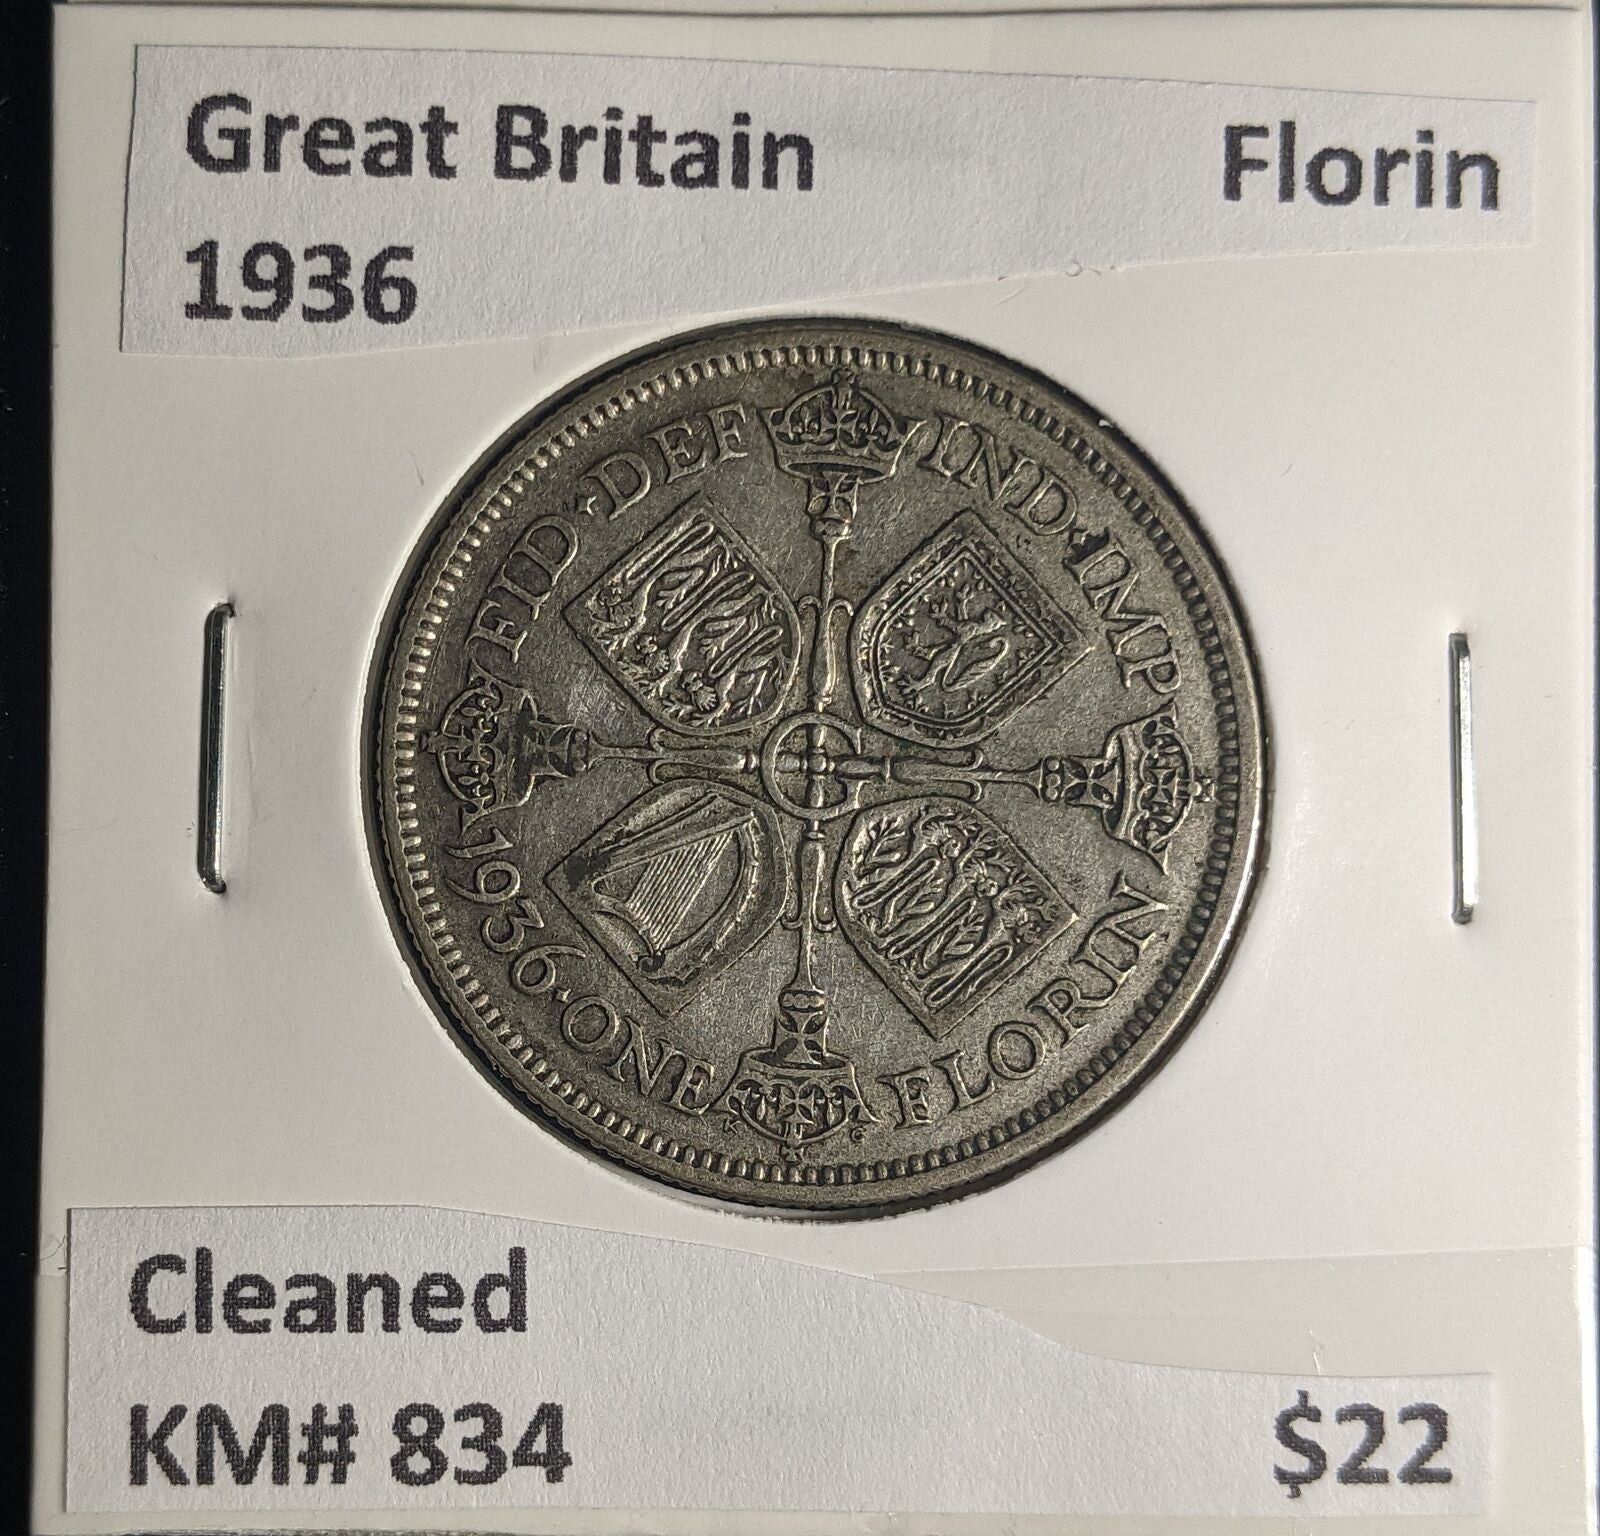 Great Britain Florin
1936
FID · DEF IND · IMP
1936 · ONE FLORIN
K G
G
Cleaned
KM# 834 $22